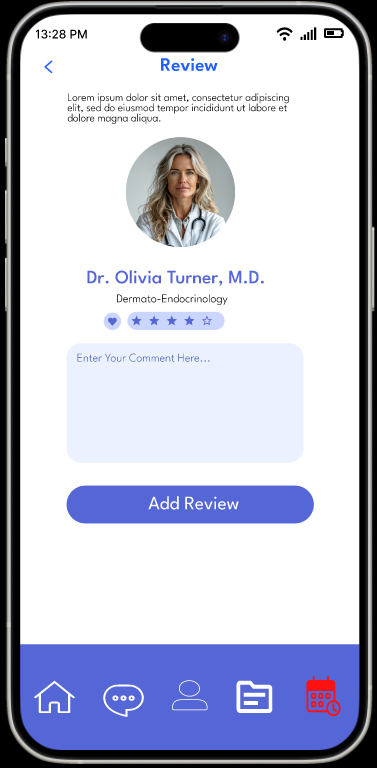 13:28 PM
Review
Lorem ipsum dolor sit amet, consectetur adipiscing
elit, sed do eiusmod tempor incididunt ut labore et
dolore magna aliqua.
Dr. Olivia Turner, M.D.
Dermato-Endocrinology
Enter Your Comment Here...
Add Review